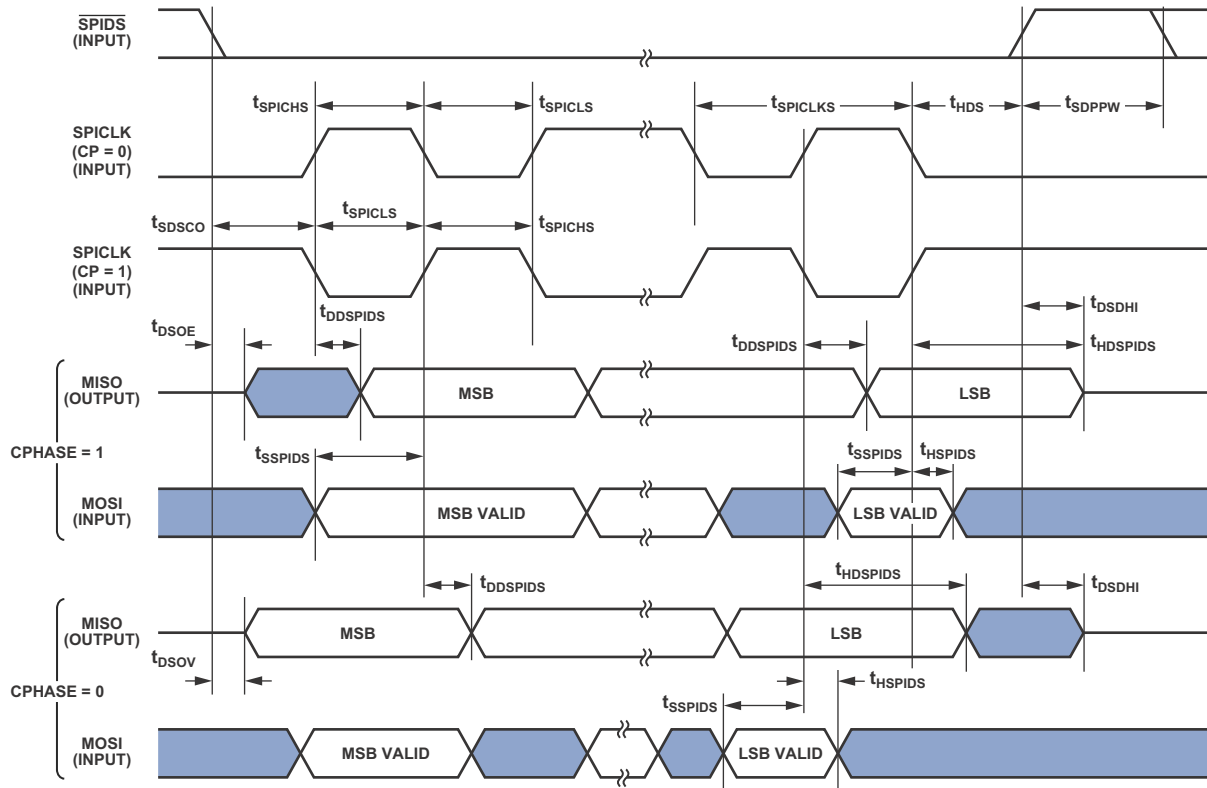 SPIDS
(INPUT)
tSPICHS
tSPICLS
tSPICLKS
tHDS
tSDPPW
SPICLK
(CP = 0)
(INPUT)
tSDSCO
tSPICLS
tSPICHS
SPICLK
(CP = 1)
(INPUT)
tDSOE
tDDSPIDS
tDDSPIDS
tDSDHI
tHDSPIDS
MISO
(OUTPUT)
MSB
LSB
CPHASE = 1
tSSPIDS
tSSPIDS
tHSPIDS
MOSI
(INPUT)
MSB VALID
LSB VALID
tDDSPIDS
tHDSPIDS
tDSDHI
MISO
(OUTPUT)
MSB
LSB
tDSOV
CPHASE = 0
tSSPIDS
tHSPIDS
MOSI
(INPUT)
MSB VALID
LSB VALID